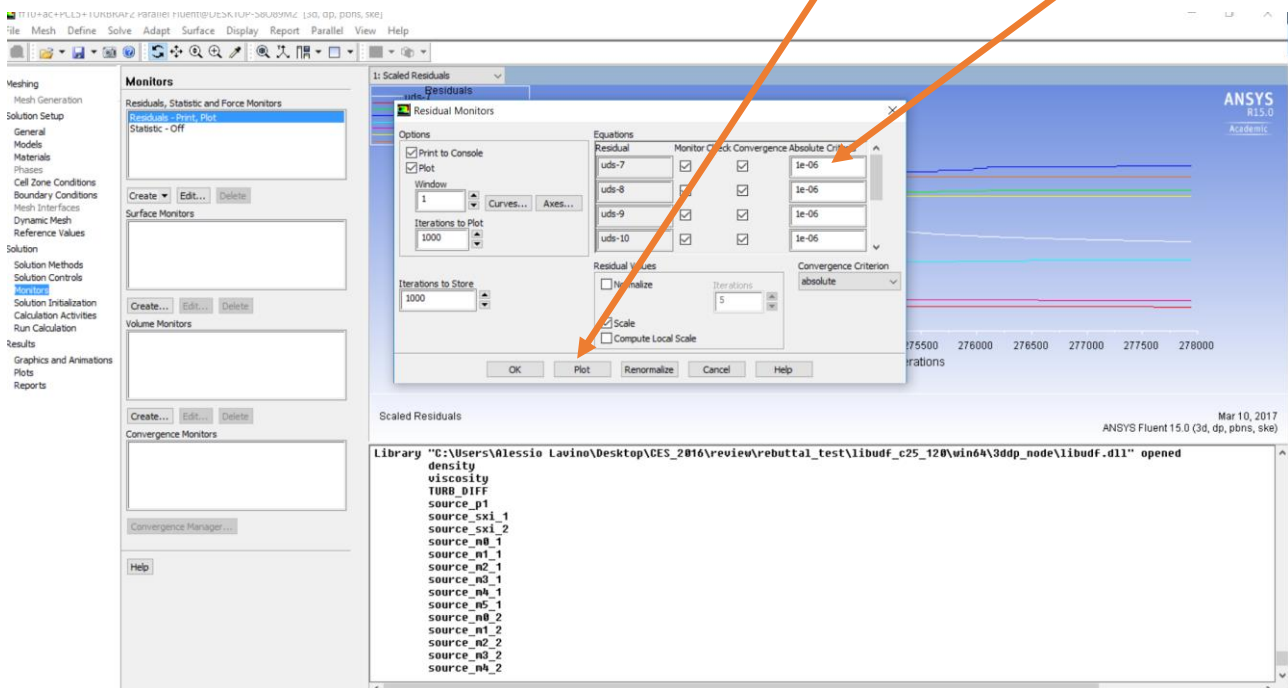 File Mesh Define Solve Adapt Surface Display Report Parallel View Help
Meshing
Mesh Generation
Solution Setup
General
Models
Materials
Phases
Cell Zone Conditions
Boundary Conditions
Mesh Interfaces
Dynamic Mesh
Reference Values
Solution
Solution Methods
Solution Controls
Monitors
Solution Initialization
Calculation Activities
Run Calculation
Results
Graphics and Animations
Plots
Reports
Monitors
Residuals, Statistic and Force Monitors
Residuals - Print, Plot
Statistic - Off
Create Edit... Delete
Surface Monitors
Create... Edit... Delete
Volume Monitors
Create... Edit... Delete
Convergence Monitors
Convergence Manager...
Help
1: Scaled Residuals
Residuals
uds-7
ANSYS
R15.0
Academic
Residual Monitors
Options
Print to Console
Plot
Window
1
Curves... Axes...
Iterations to Plot
1000
Iterations to Store
1000
Equations
Residual Monitor Check Convergence Absolute Criteria
uds-7 1e-06
uds-8 1e-06
uds-9 1e-06
uds-10 1e-06
Residual Values
Normalize
Iterations
5
Scale
Compute Local Scale
Convergence Criterion
absolute
OK Plot Renormalize Cancel Help
275500 276000 276500 277000 277500 278000
Scaled Residuals
Mar 10, 2017
ANSYS Fluent 15.0 (3d, dp, pbns, ske)
Library "C:\Users\Alessio Lavino\Desktop\CES_2016\review\rebuttal_test\libudf_c25_120\win64\3ddp_node\libudf.dll" opened
density
viscosity
TURB_DIFF
source_p1
source_sxi_1
source_sxi_2
source_m0_1
source_m1_1
source_m2_1
source_m3_1
source_m4_1
source_m5_1
source_m0_2
source_m1_2
source_m2_2
source_m3_2
source_m4_2